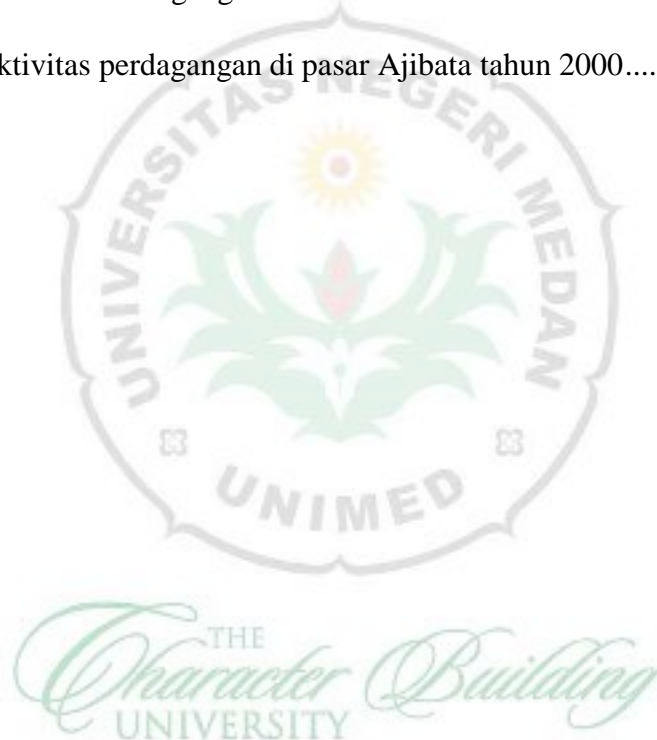 ktivitas perdagangan di pasar Ajibata tahun 2000....
UNIVERSITAS NEGERI MEDAN
UNIMED
THE
Character Building
UNIVERSITY